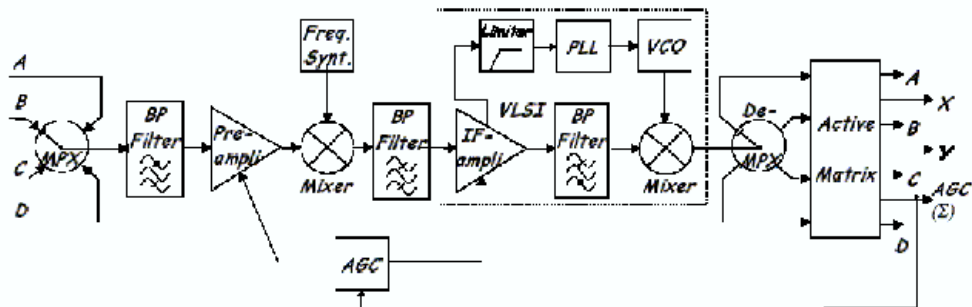 A
B
C
D
MPX
BP
Filter
Pre-
ampli
Freq.
Synt.
Mixer
BP
Filter
IF-
ampli
VLSI
Limiter
PLL
VCO
BP
Filter
Mixer
De-
MPX
Active
Matrix
A
X
B
Y
C
AGC
(Σ)
D
AGC